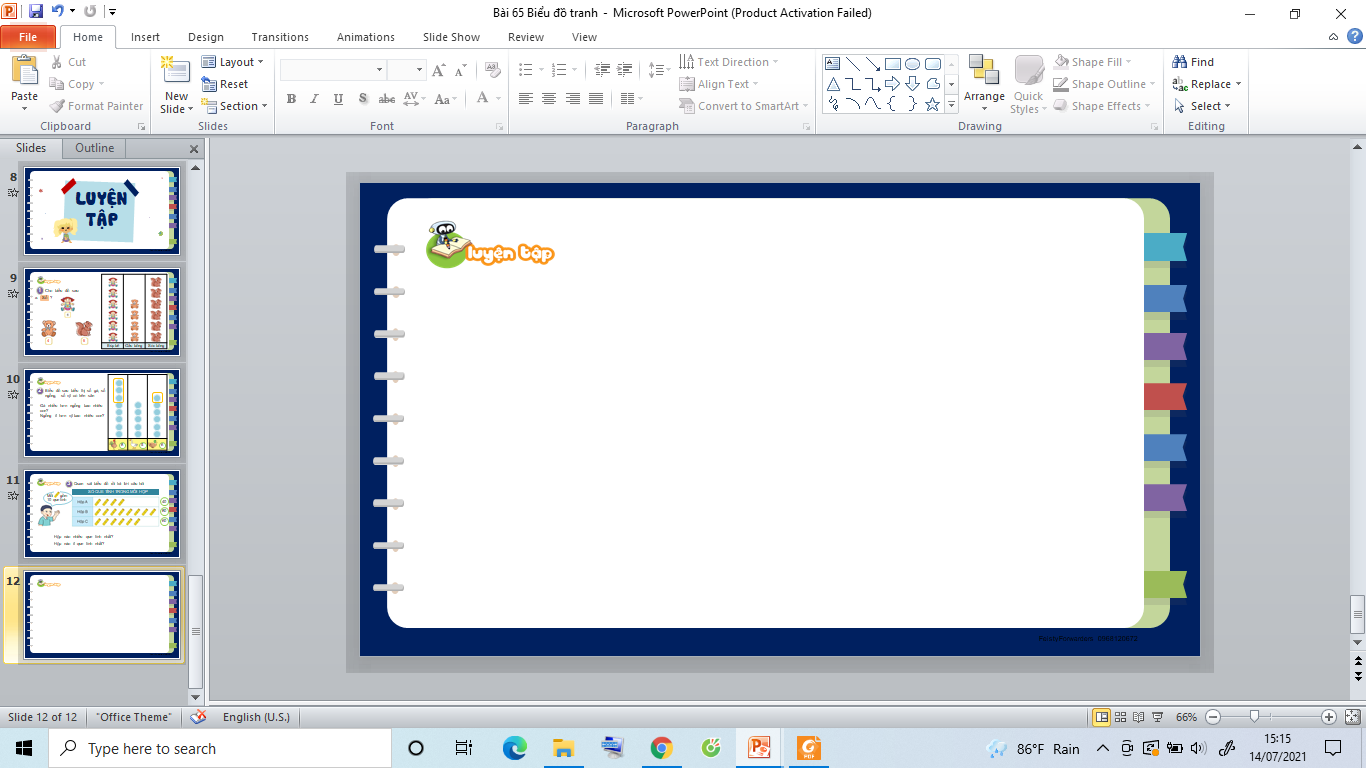 Bài 65 Biểu đồ tranh - Microsoft PowerPoint (Product Activation Failed)
File Home Insert Design Transitions Animations Slide Show Review View
Paste
Cut
Copy
Format Painter
Clipboard
New Slide
Layout
Reset
Section
Slides
Font
Text Direction
Align Text
Convert to SmartArt
Paragraph
Arrange
Quick Styles
Shape Fill
Shape Outline
Shape Effects
Drawing
Find
Replace
Select
Editing
Slides Outline
8
LUYỆN
TẬP
9
10
11
12
luyện tập
Slide 12 of 12 "Office Theme" English (U.S.) 66%
Type here to search
86°F Rain
15:15
14/07/2021